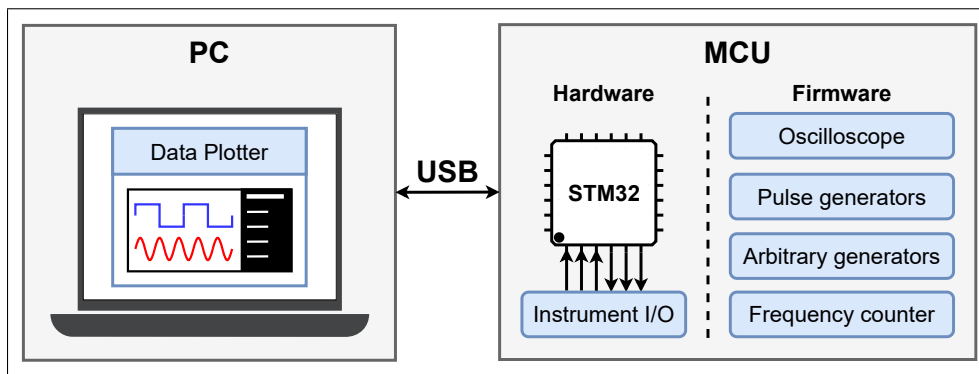 PC
Data Plotter
USB
MCU
Hardware
STM32
Instrument I/O
Firmware
Oscilloscope
Pulse generators
Arbitrary generators
Frequency counter